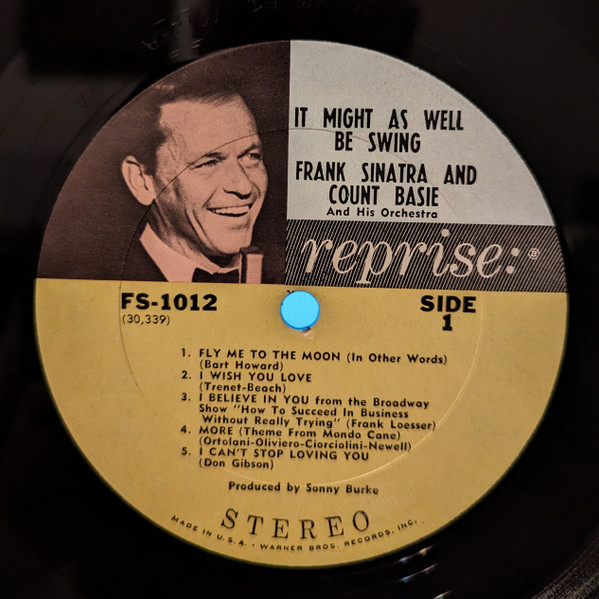 IT MIGHT AS WELL
BE SWING
FRANK SINATRA AND
COUNT BASIE
And His Orchestra
reprise:®
FS-1012
(30,339)
SIDE
1
1. FLY ME TO THE MOON (In Other Words)
(Bart Howard)
2. I WISH YOU LOVE
(Trenet-Beach)
3. I BELIEVE IN YOU from the Broadway
Show "How To Succeed In Business
Without Really Trying" (Frank Loesser)
4. MORE (Theme From Mondo Cane)
(Ortolani-Oliviero-Ciorciolini-Newell)
5. I CAN'T STOP LOVING YOU
(Don Gibson)
Produced by Sonny Burke
STEREO
MADE IN U.S.A. • WARNER BROS. RECORDS, INC.